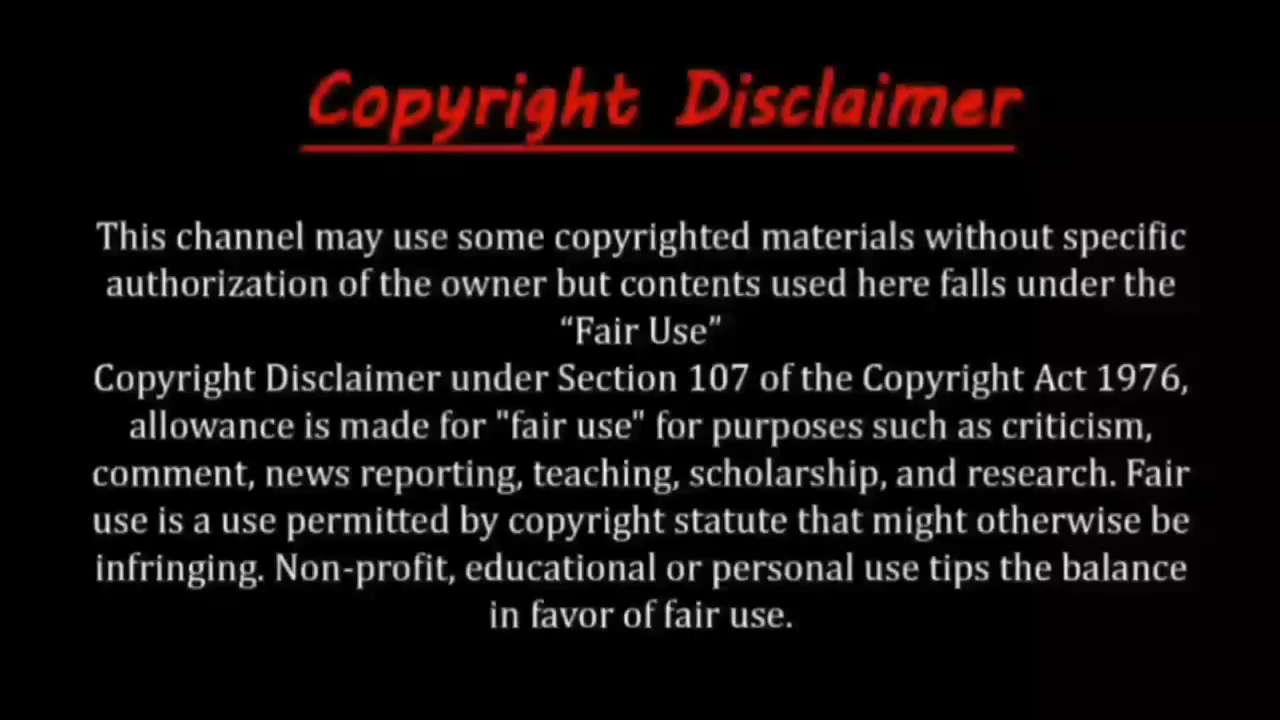 Copyright Disclaimer
This channel may use some copyrighted materials without specific
authorization of the owner but contents used here falls under the
“Fair Use”
Copyright Disclaimer under Section 107 of the Copyright Act 1976,
allowance is made for "fair use" for purposes such as criticism,
comment, news reporting, teaching, scholarship, and research. Fair
use is a use permitted by copyright statute that might otherwise be
infringing. Non-profit, educational or personal use tips the balance
in favor of fair use.